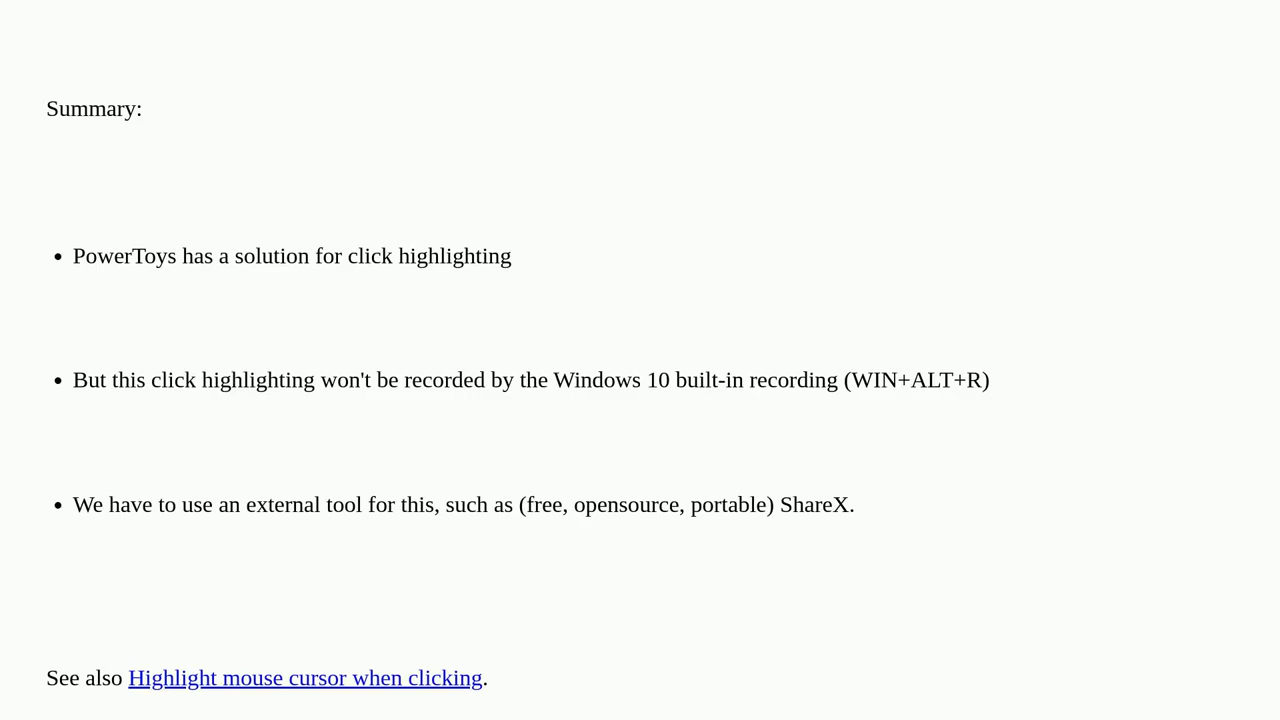 Summary:
• PowerToys has a solution for click highlighting
• But this click highlighting won't be recorded by the Windows 10 built-in recording (WIN+ALT+R)
• We have to use an external tool for this, such as (free, opensource, portable) ShareX.
See also Highlight mouse cursor when clicking.